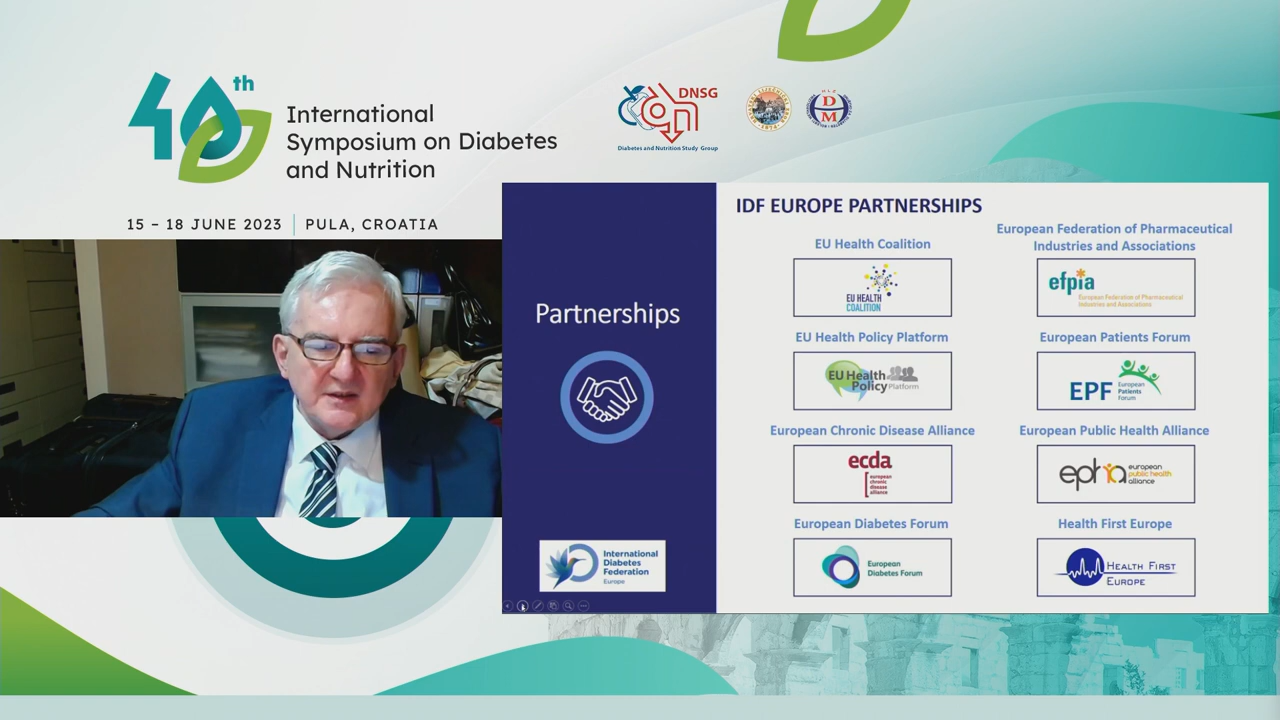 40th
International
Symposium on Diabetes
and Nutrition
15 – 18 JUNE 2023 | PULA, CROATIA
DNSG
Diabetes and Nutrition Study Group
DM
IDF EUROPE PARTNERSHIPS
Partnerships
International
Diabetes
Federation
Europe
EU Health Coalition
EU HEALTH
COALITION
European Federation of Pharmaceutical
Industries and Associations
efpia
European Federation of Pharmaceutical
Industries and Associations
EU Health Policy Platform
EU Health
Policy Platform
European Patients Forum
EPF European
Patients
Forum
European Chronic Disease Alliance
ecda
european
chronic
disease
alliance
European Public Health Alliance
epha european
public health
alliance
European Diabetes Forum
European
Diabetes Forum
Health First Europe
HEALTH FIRST
EUROPE